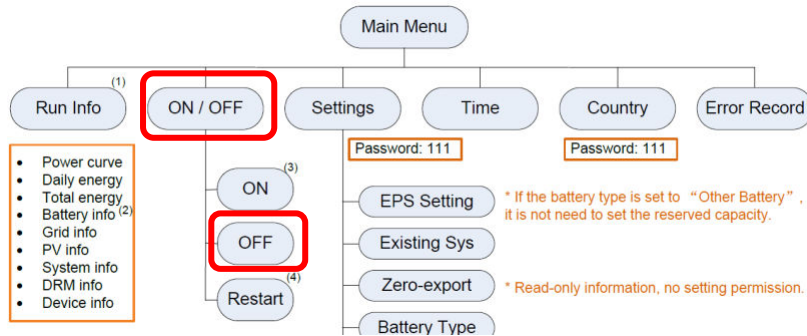 Main Menu
(1)
Run Info
ON / OFF
Settings
Time
Country
Error Record
Password: 111
Password: 111
• Power curve
• Daily energy
• Total energy
• Battery info (2)
• Grid info
• PV info
• System info
• DRM info
• Device info
(3)
ON
OFF
(4)
Restart
EPS Setting
* If the battery type is set to “Other Battery”,
it is not need to set the reserved capacity.
Existing Sys
Zero-export
* Read-only information, no setting permission.
Battery Type